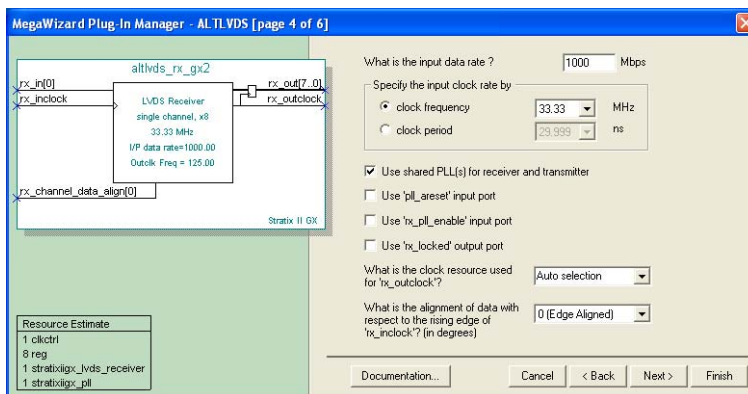 MegaWizard Plug-In Manager - ALTLVDS [page 4 of 6]
altlvds_rx_gx2
rx_in[0]
rx_inclock
rx_out[7..0]
rx_outclock
LVDS Receiver
single channel, x8
33.33 MHz
I/P data rate=1000.00
Outclk Freq = 125.00
rx_channel_data_align[0]
Stratix II GX
Resource Estimate
1 clkctrl
8 reg
1 stratixiigx_lvds_receiver
1 stratixiigx_pll
What is the input data rate ? 1000 Mbps
Specify the input clock rate by
clock frequency 33.33 MHz
clock period 29.999 ns
Use shared PLL(s) for receiver and transmitter
Use 'pll_areset' input port
Use 'rx_pll_enable' input port
Use 'rx_locked' output port
What is the clock resource used
for 'rx_outclock'? Auto selection
What is the alignment of data with
respect to the rising edge of
'rx_inclock'? (in degrees) 0 (Edge Aligned)
Documentation... Cancel < Back Next > Finish